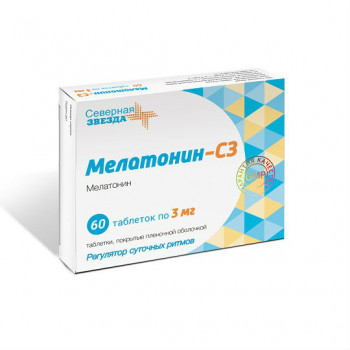 Северная
ЗВЕЗДА
Мелатонин-СЗ
Мелатонин
60 таблеток по 3 мг
таблетки, покрытые пленочной оболочкой
Регулятор суточных ритмов